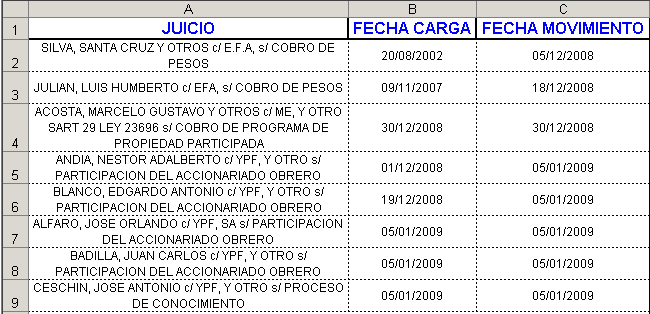 A B C
1 JUICIO FECHA CARGA FECHA MOVIMIENTO
SILVA, SANTA CRUZ Y OTROS c/ E.F.A, s/ COBRO DE
2 PESOS 20/08/2002 05/12/2008
3 JULIAN, LUIS HUMBERTO c/ EFA, s/ COBRO DE PESOS 09/11/2007 18/12/2008
ACOSTA, MARCELO GUSTAVO Y OTROS c/ ME, Y OTRO
SART 29 LEY 23696 s/ COBRO DE PROGRAMA DE
4 PROPIEDAD PARTICIPADA 30/12/2008 30/12/2008
ANDIA, NESTOR ADALBERTO c/ YPF, Y OTRO s/
5 PARTICIPACION DEL ACCIONARIADO OBRERO 01/12/2008 05/01/2009
BLANCO, EDGARDO ANTONIO c/ YPF, Y OTRO s/
6 PARTICIPACION DEL ACCIONARIADO OBRERO 19/12/2008 05/01/2009
ALFARO, JOSE ORLANDO c/ YPF, SA s/ PARTICIPACION
7 DEL ACCIONARIADO OBRERO 05/01/2009 05/01/2009
BADILLA, JUAN CARLOS c/ YPF, Y OTRO s/
8 PARTICIPACION DEL ACCIONARIADO OBRERO 05/01/2009 05/01/2009
CESCHIN, JOSE ANTONIO c/ YPF, Y OTRO s/ PROCESO
9 DE CONOCIMIENTO 05/01/2009 05/01/2009